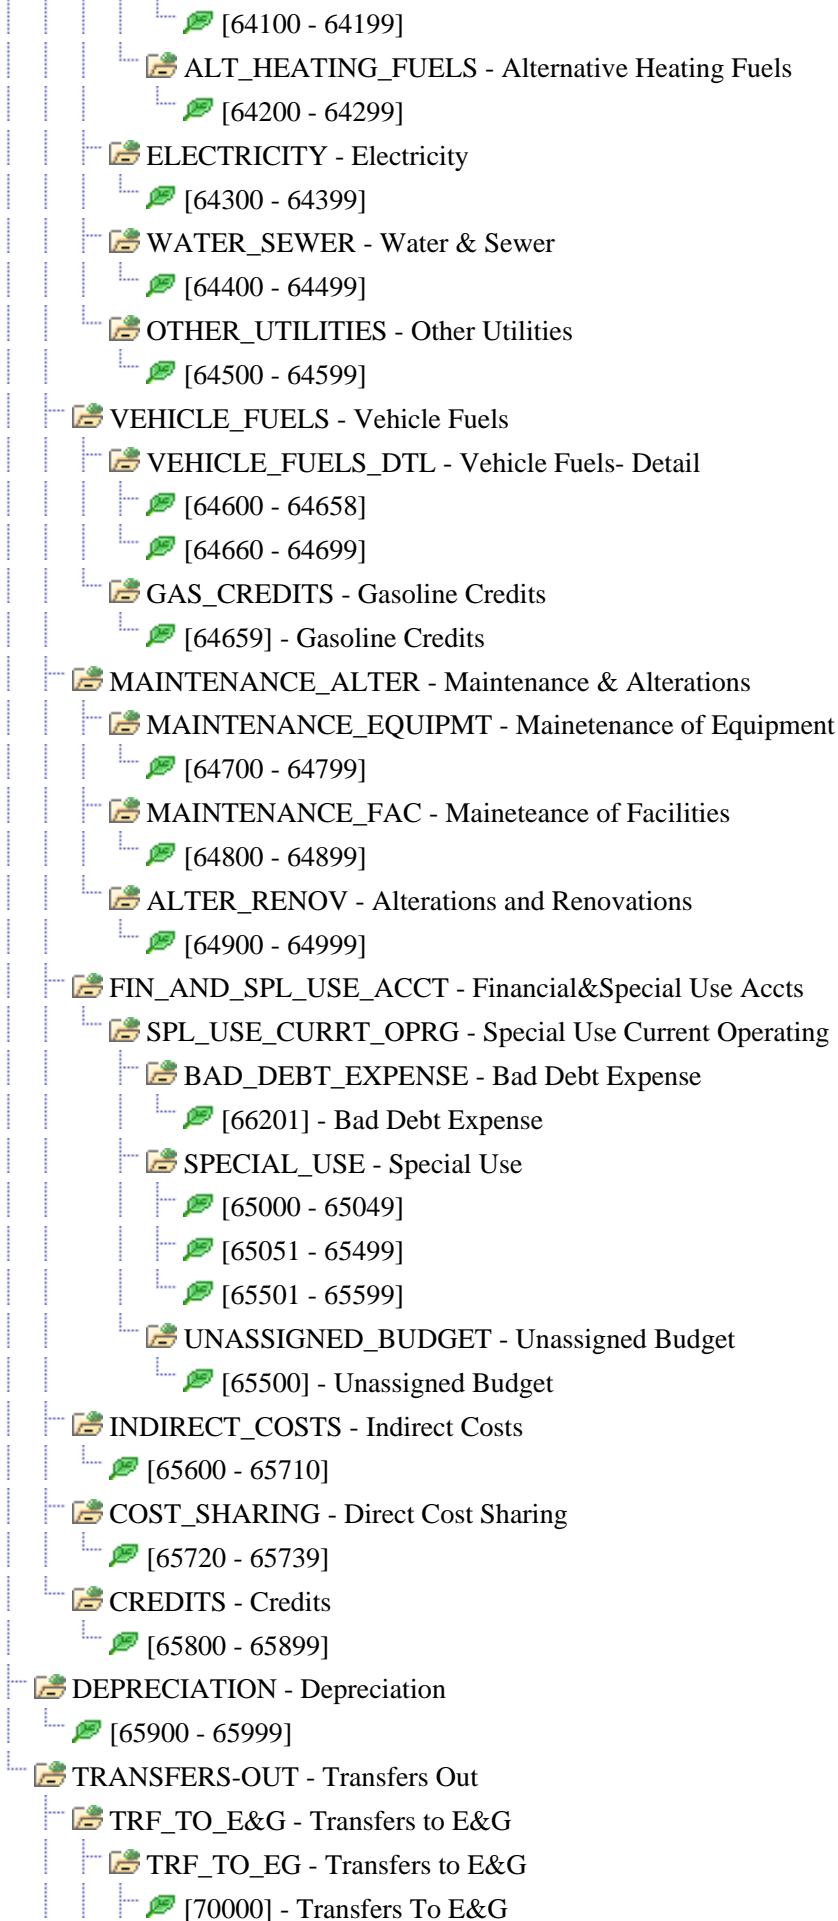 [64100 - 64199]
ALT_HEATING_FUELS - Alternative Heating Fuels
[64200 - 64299]
ELECTRICITY - Electricity
[64300 - 64399]
WATER_SEWER - Water & Sewer
[64400 - 64499]
OTHER_UTILITIES - Other Utilities
[64500 - 64599]
VEHICLE_FUELS - Vehicle Fuels
VEHICLE_FUELS_DTL - Vehicle Fuels- Detail
[64600 - 64658]
[64660 - 64699]
GAS_CREDITS - Gasoline Credits
[64659] - Gasoline Credits
MAINTENANCE_ALTER - Maintenance & Alterations
MAINTENANCE_EQUIPMT - Mainetenance of Equipment
[64700 - 64799]
MAINTENANCE_FAC - Maineteance of Facilities
[64800 - 64899]
ALTER_RENOV - Alterations and Renovations
[64900 - 64999]
FIN_AND_SPL_USE_ACCT - Financial&Special Use Accts
SPL_USE_CURRT_OPRG - Special Use Current Operating
BAD_DEBT_EXPENSE - Bad Debt Expense
[66201] - Bad Debt Expense
SPECIAL_USE - Special Use
[65000 - 65049]
[65051 - 65499]
[65501 - 65599]
UNASSIGNED_BUDGET - Unassigned Budget
[65500] - Unassigned Budget
INDIRECT_COSTS - Indirect Costs
[65600 - 65710]
COST_SHARING - Direct Cost Sharing
[65720 - 65739]
CREDITS - Credits
[65800 - 65899]
DEPRECIATION - Depreciation
[65900 - 65999]
TRANSFERS-OUT - Transfers Out
TRF_TO_E&G - Transfers to E&G
TRF_TO_EG - Transfers to E&G
[70000] - Transfers To E&G